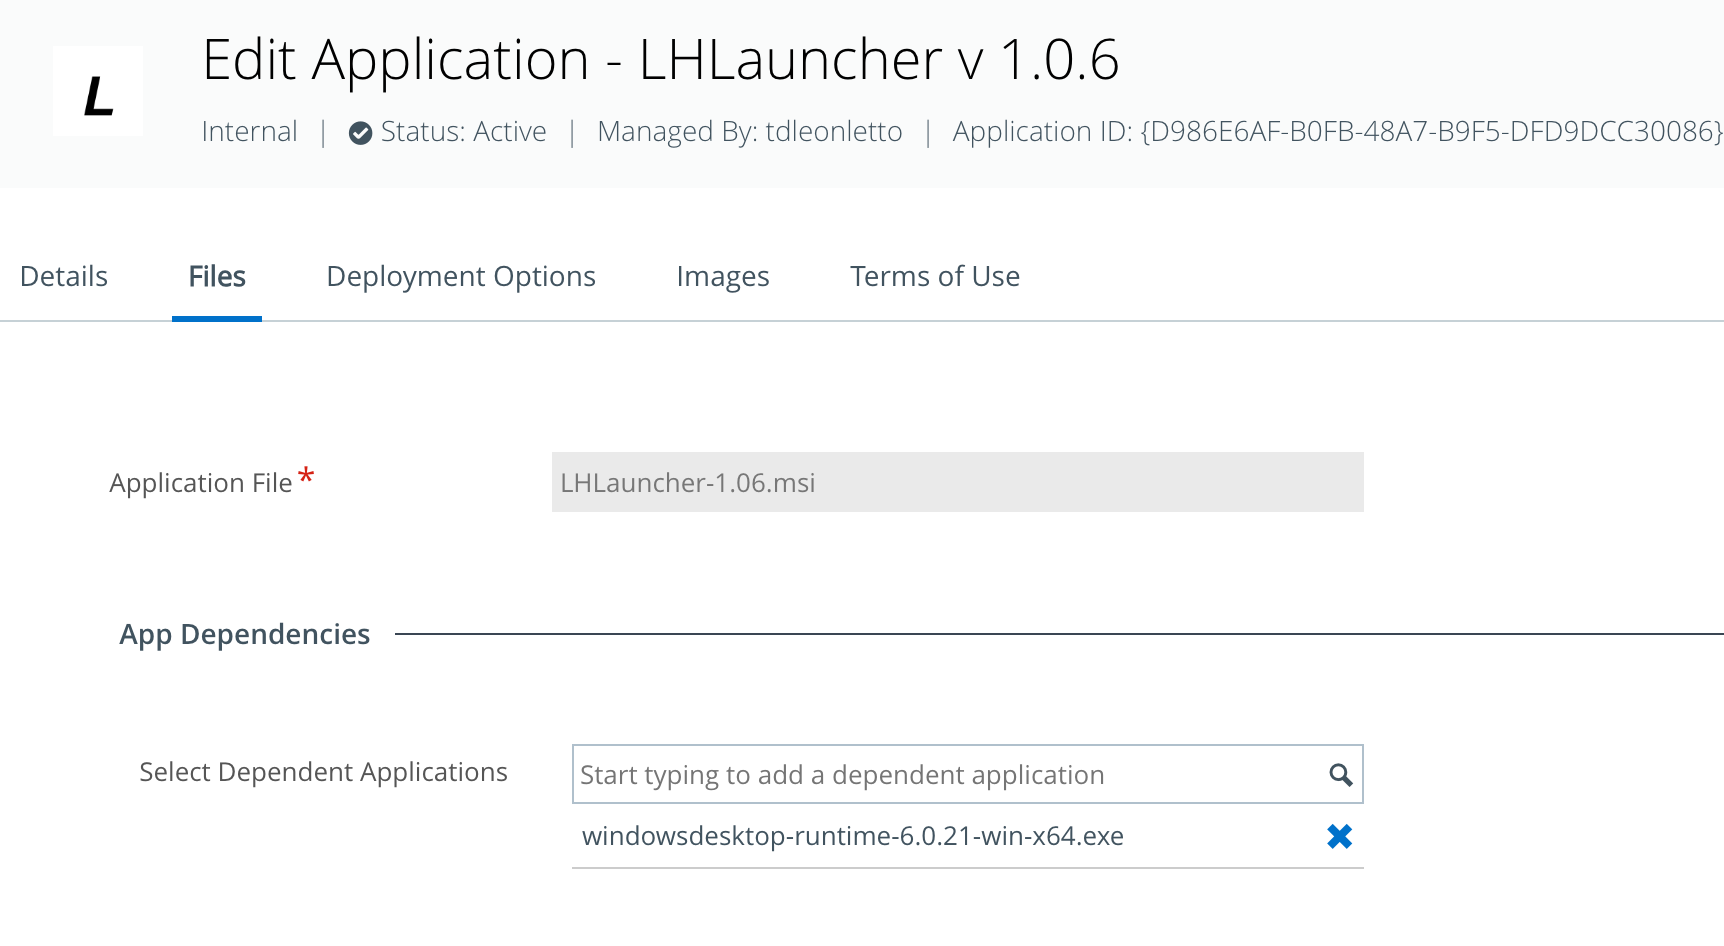 L
Edit Application - LHLauncher v 1.0.6
Internal | Status: Active | Managed By: tdleonletto | Application ID: {D986E6AF-B0FB-48A7-B9F5-DFD9DCC30086}
Details Files Deployment Options Images Terms of Use
Application File* LHLauncher-1.06.msi
App Dependencies
Select Dependent Applications Start typing to add a dependent application
windowsdesktop-runtime-6.0.21-win-x64.exe